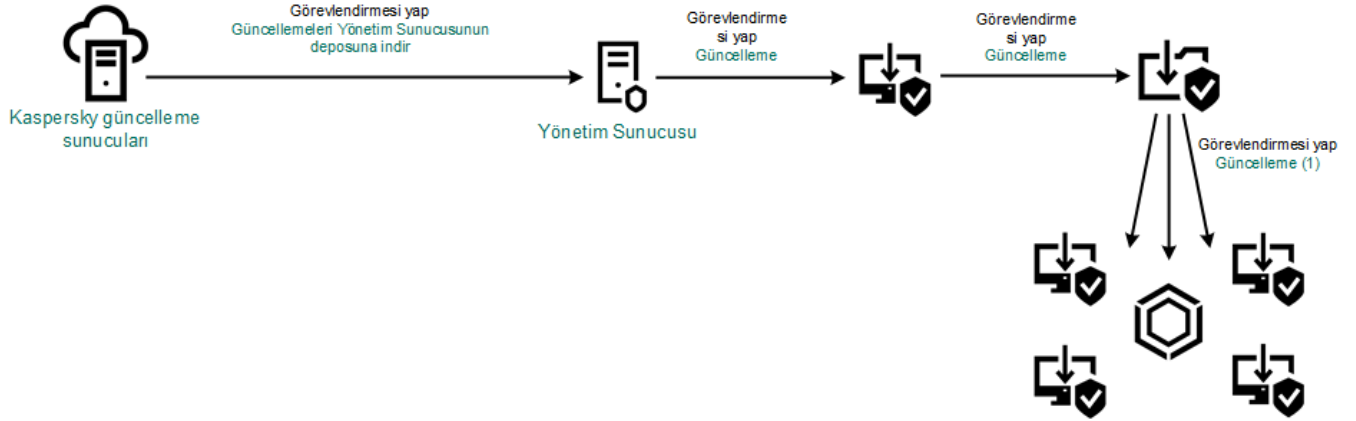 Görevlendirmesi yap
Güncellemeleri Yönetim Sunucusunun
deposuna indir
Görevlendirme
si yap
Güncelleme
Görevlendirme
si yap
Güncelleme
Kaspersky güncelleme
sunucuları
Yönetim Sunucusu
Görevlendirmesi yap
Güncelleme (1)